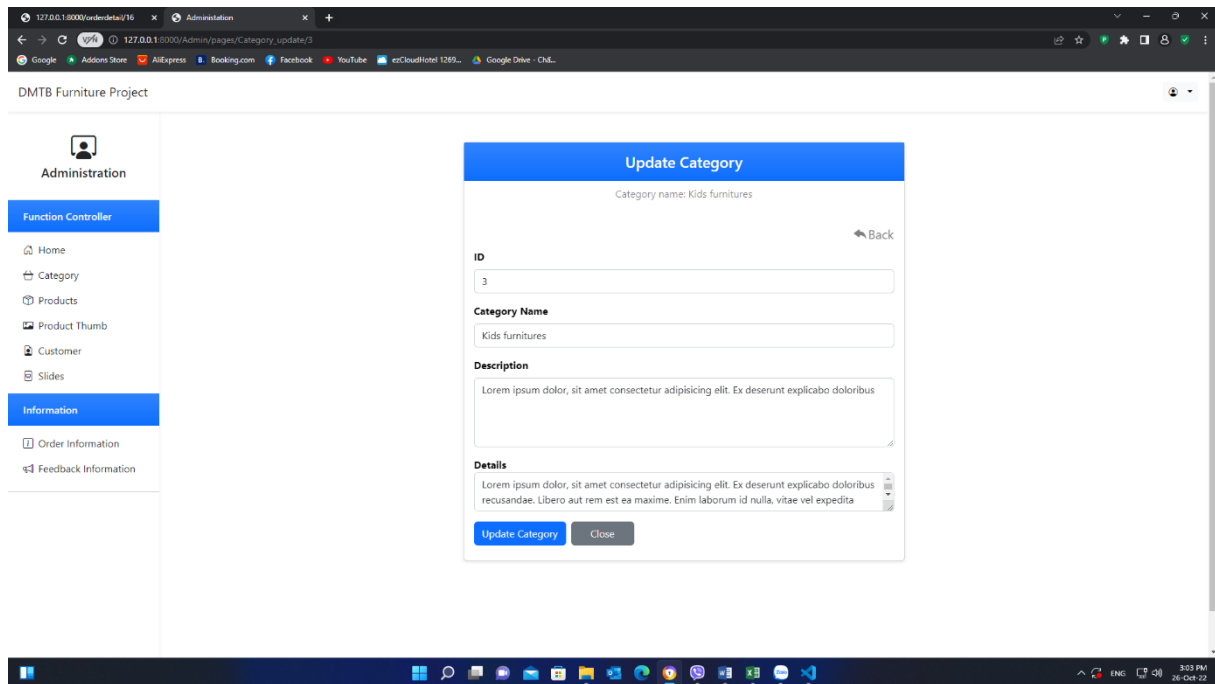 127.0.0.1:8000/orderdetail/16
Administation
VPN
127.0.0.1:8000/Admin/pages/Category_update/3
Google
Addons Store
AliExpress
Booking.com
Facebook
YouTube
ezCloudHotel 1269...
Google Drive - Chă...
DMTB Furniture Project
Administration
Function Controller
Home
Category
Products
Product Thumb
Customer
Slides
Information
Order Information
Feedback Information
Update Category
Category name: Kids furnitures
Back
ID
3
Category Name
Kids furnitures
Description
Lorem ipsum dolor, sit amet consectetur adipisicing elit. Ex deserunt explicabo doloribus
Details
Lorem ipsum dolor, sit amet consectetur adipisicing elit. Ex deserunt explicabo doloribus
recusandae. Libero aut rem est ea maxime. Enim laborum id nulla, vitae vel expedita
Update Category
Close
ENG
3:03 PM
26-Oct-22